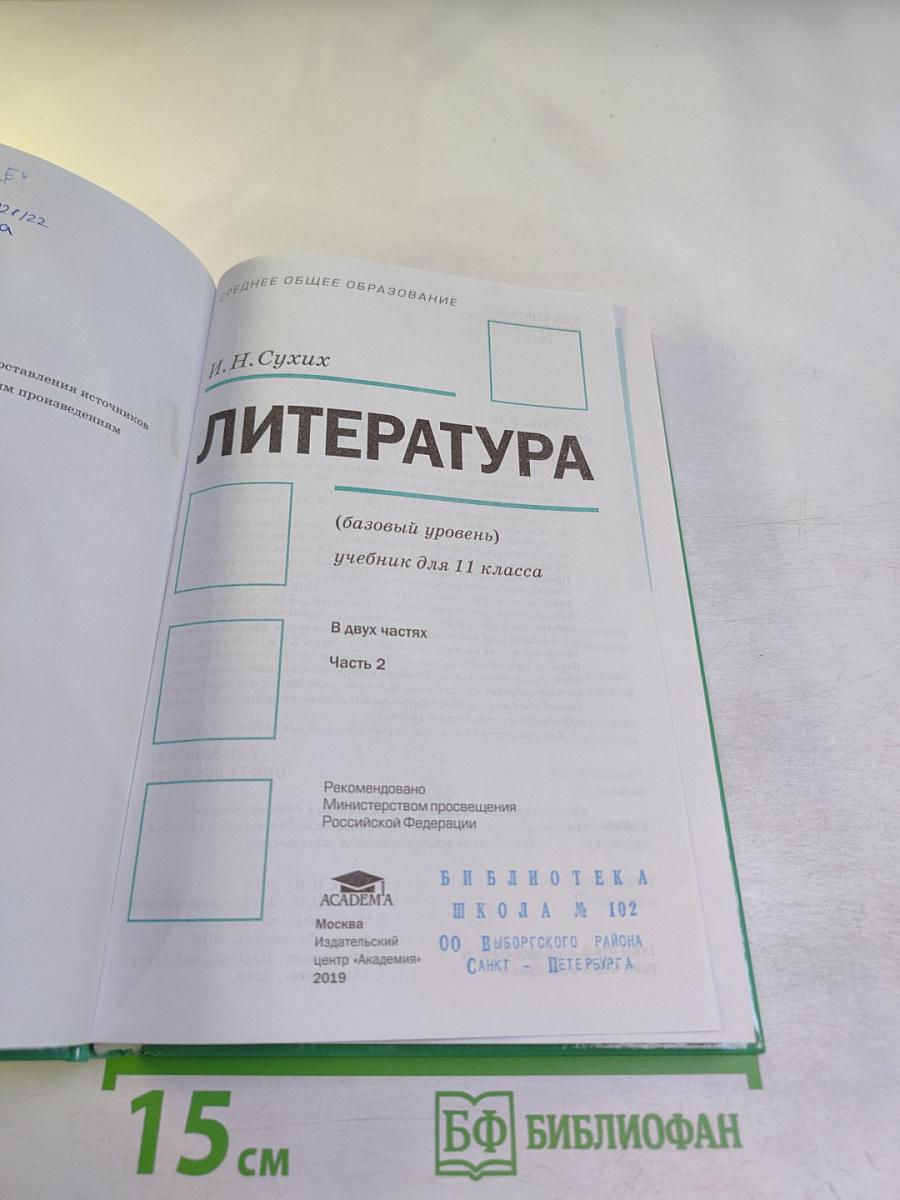 21/22
оставления источников
произведениям
СРЕДНЕЕ ОБЩЕЕ ОБРАЗОВАНИЕ
И. Н. Сухих
ЛИТЕРАТУРА
(базовый уровень)
учебник для 11 класса
В двух частях
Часть 2
Рекомендовано
Министерством просвещения
Российской Федерации
ACADEMA
Москва
Издательский
центр «Академия»
2019
БИБЛИОТЕКА
ШКОЛА № 102
ОО ВЫБОРГСКОГО РАЙОНА
САНКТ - ПЕТЕРБУРГА
15 см
БФ БИБЛИОФАН